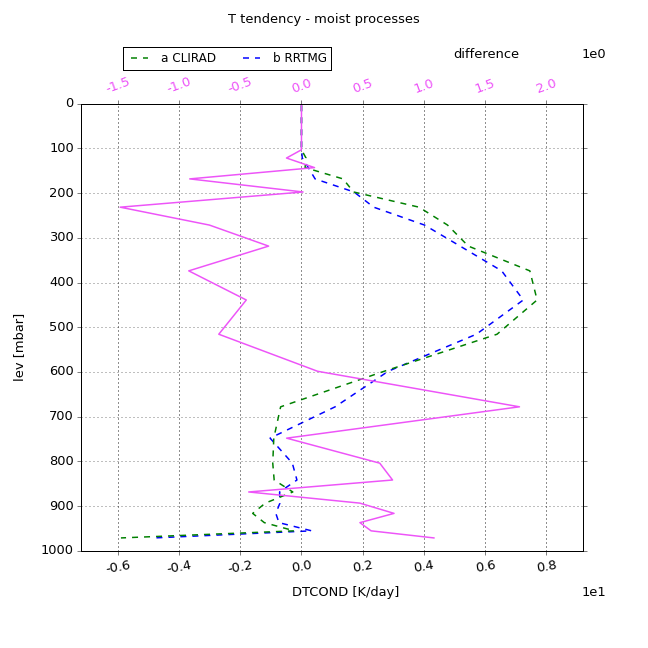 T tendency - moist processes
a CLIRAD b RRTMG
difference 1e0
-1.5 -1.0 -0.5 0.0 0.5 1.0 1.5 2.0
0
100
200
300
400
500
600
700
800
900
1000
lev [mbar]
-0.6 -0.4 -0.2 0.0 0.2 0.4 0.6 0.8
DTCOND [K/day] 1e1